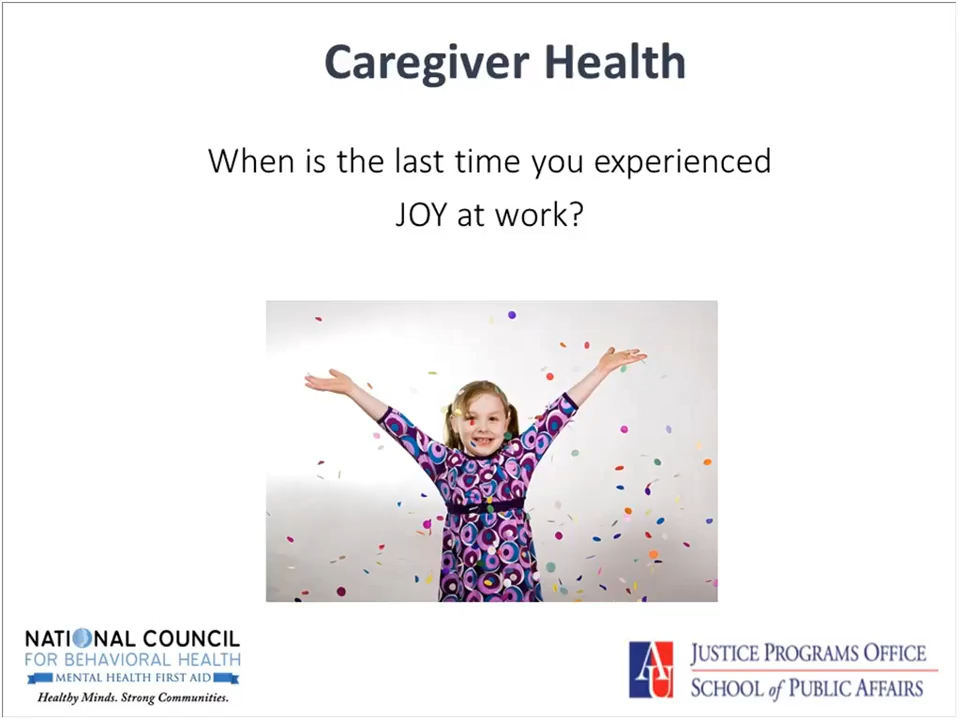 Caregiver Health
When is the last time you experienced
JOY at work?
NATIONAL COUNCIL
FOR BEHAVIORAL HEALTH
MENTAL HEALTH FIRST AID
Healthy Minds. Strong Communities.
AU
JUSTICE PROGRAMS OFFICE
SCHOOL of PUBLIC AFFAIRS